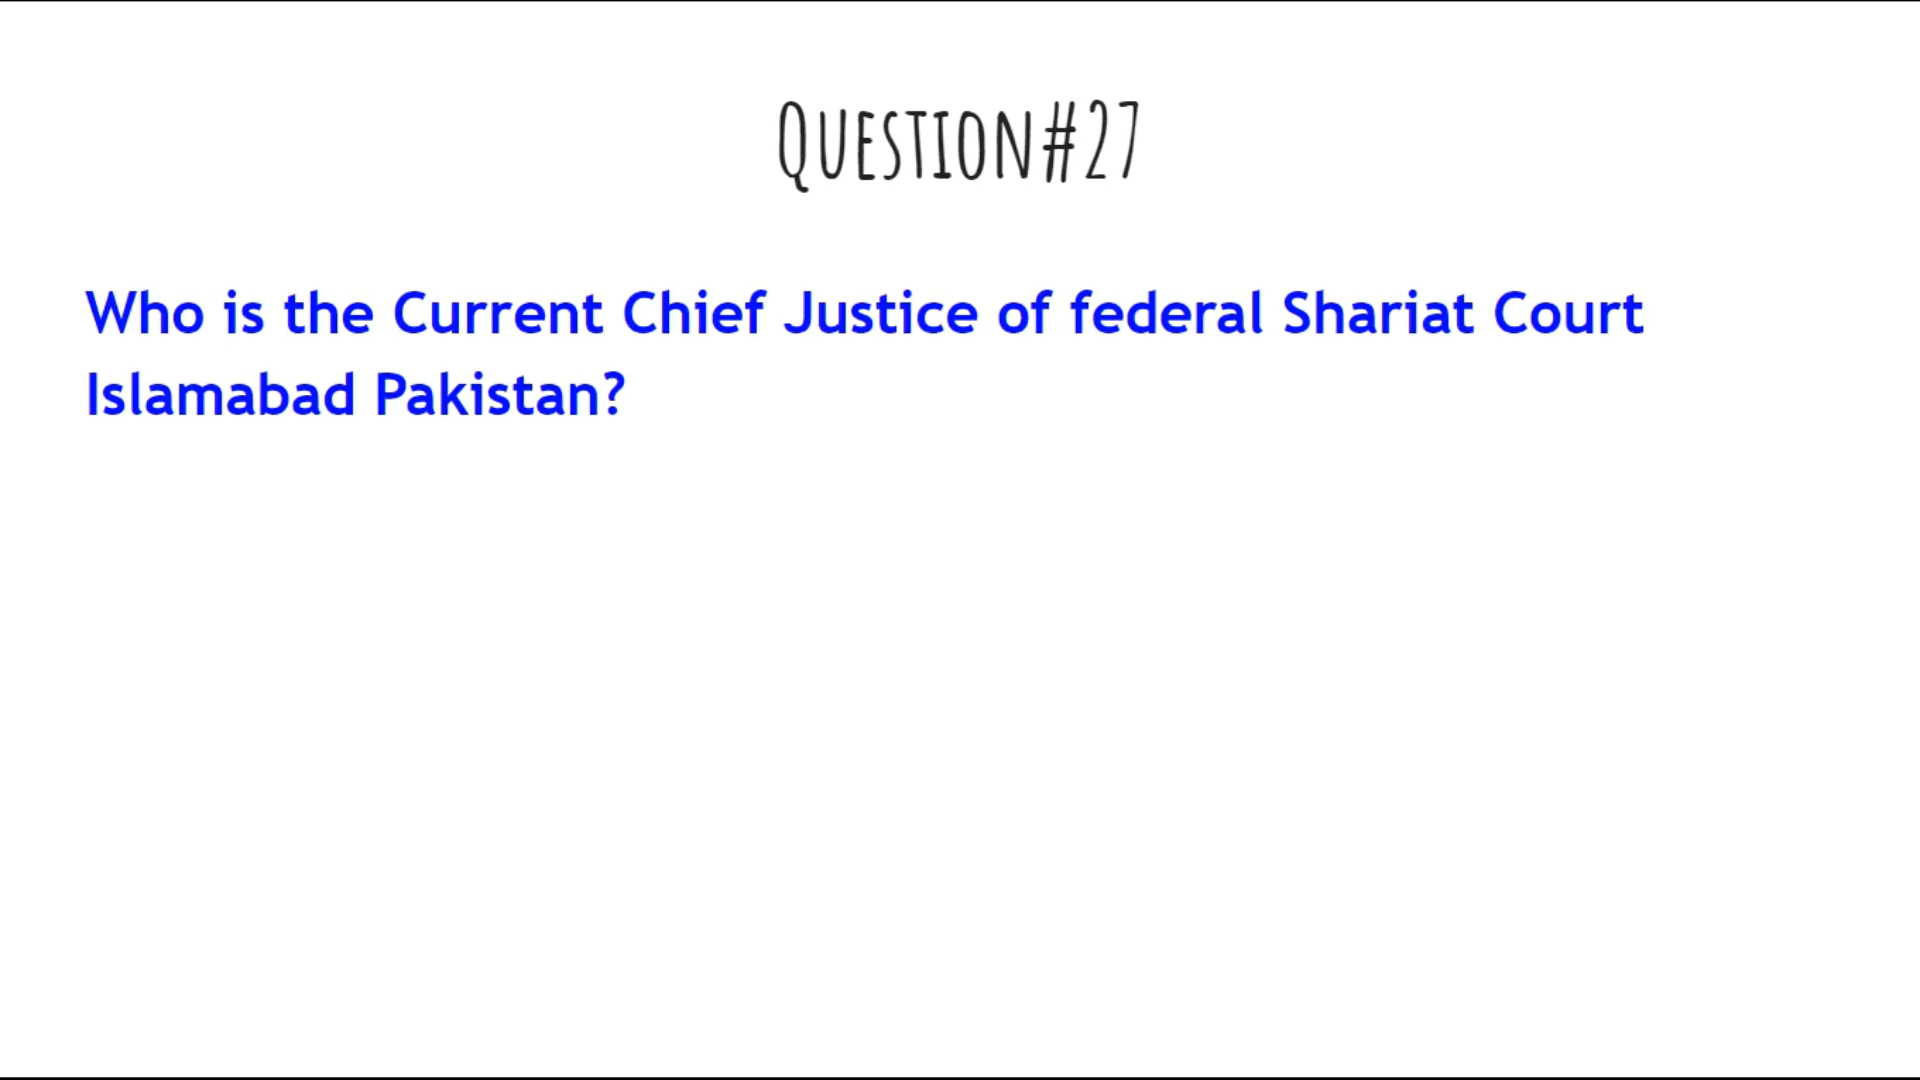 Question#27
Who is the Current Chief Justice of federal Shariat Court
Islamabad Pakistan?